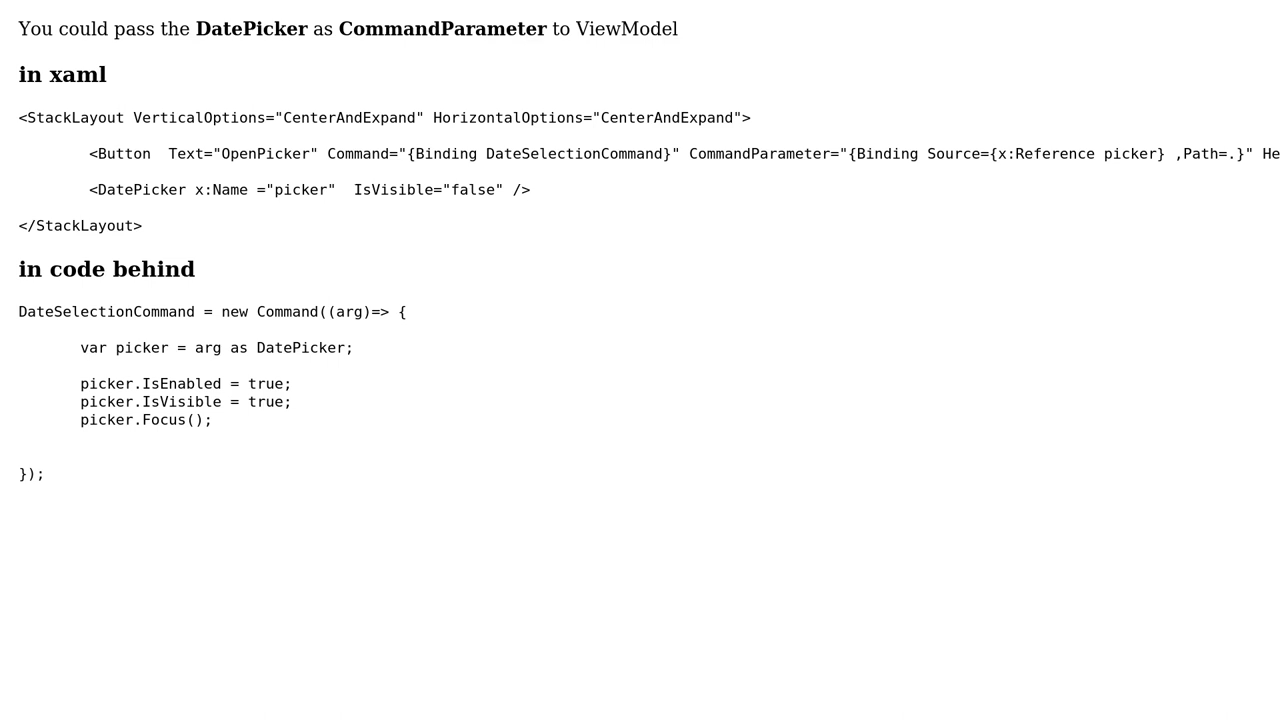 You could pass the DatePicker as CommandParameter to ViewModel
in xaml
<StackLayout VerticalOptions="CenterAndExpand" HorizontalOptions="CenterAndExpand">
        <Button  Text="OpenPicker" Command="{Binding DateSelectionCommand}" CommandParameter="{Binding Source={x:Reference picker} ,Path=.}" He
        <DatePicker x:Name ="picker"  IsVisible="false" />
</StackLayout>
in code behind
DateSelectionCommand = new Command((arg)=> {
       var picker = arg as DatePicker;
       picker.IsEnabled = true;
       picker.IsVisible = true;
       picker.Focus();
});